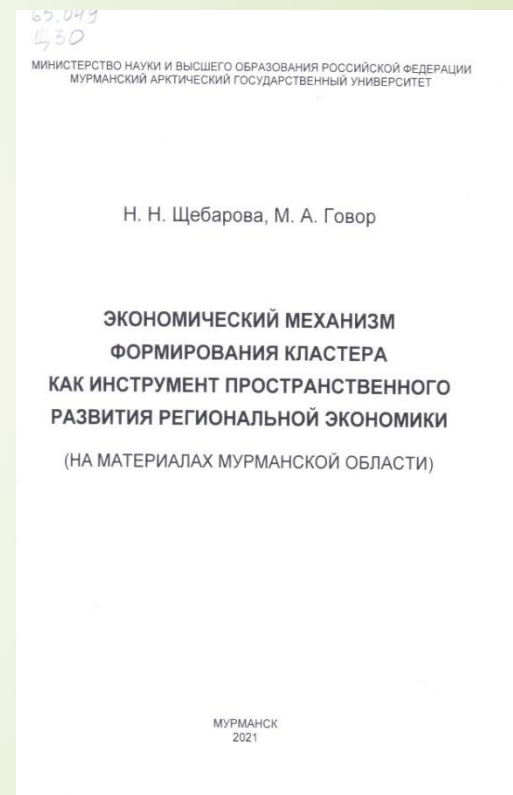 65.049
Щ30
МИНИСТЕРСТВО НАУКИ И ВЫСШЕГО ОБРАЗОВАНИЯ РОССИЙСКОЙ ФЕДЕРАЦИИ
МУРМАНСКИЙ АРКТИЧЕСКИЙ ГОСУДАРСТВЕННЫЙ УНИВЕРСИТЕТ
Н. Н. Щебарова, М. А. Говор
ЭКОНОМИЧЕСКИЙ МЕХАНИЗМ
ФОРМИРОВАНИЯ КЛАСТЕРА
КАК ИНСТРУМЕНТ ПРОСТРАНСТВЕННОГО
РАЗВИТИЯ РЕГИОНАЛЬНОЙ ЭКОНОМИКИ
(НА МАТЕРИАЛАХ МУРМАНСКОЙ ОБЛАСТИ)
МУРМАНСК
2021